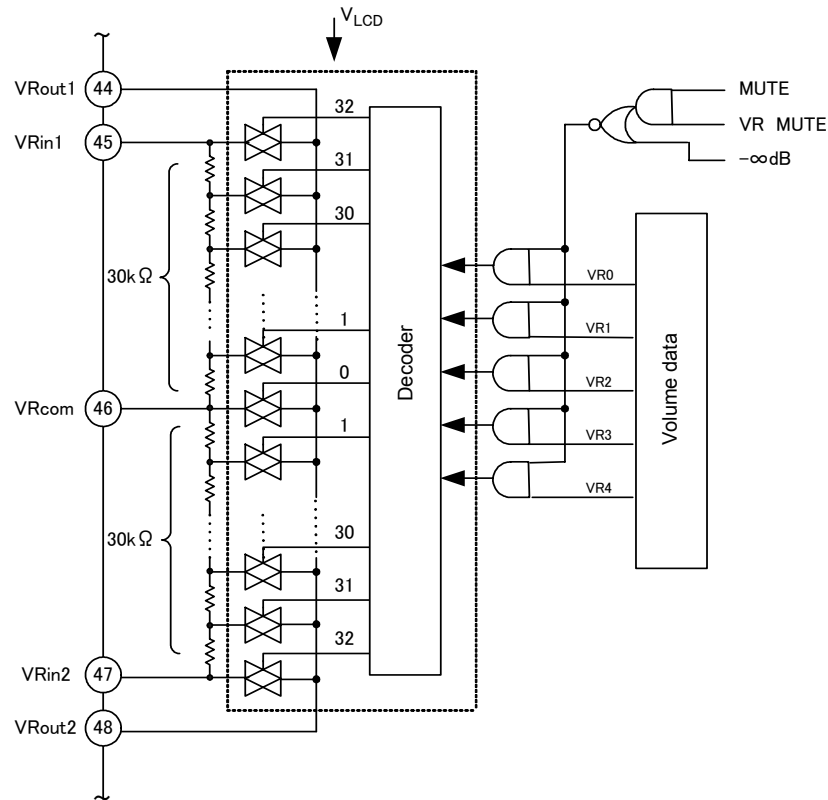 V_LCD
VRout1 44
VRin1 45
30kΩ
VRcom 46
30kΩ
VRin2 47
VRout2 48
32
31
30
1
0
1
30
31
32
Decoder
MUTE
VR MUTE
-∞dB
VR0
VR1
VR2
VR3
VR4
Volume data